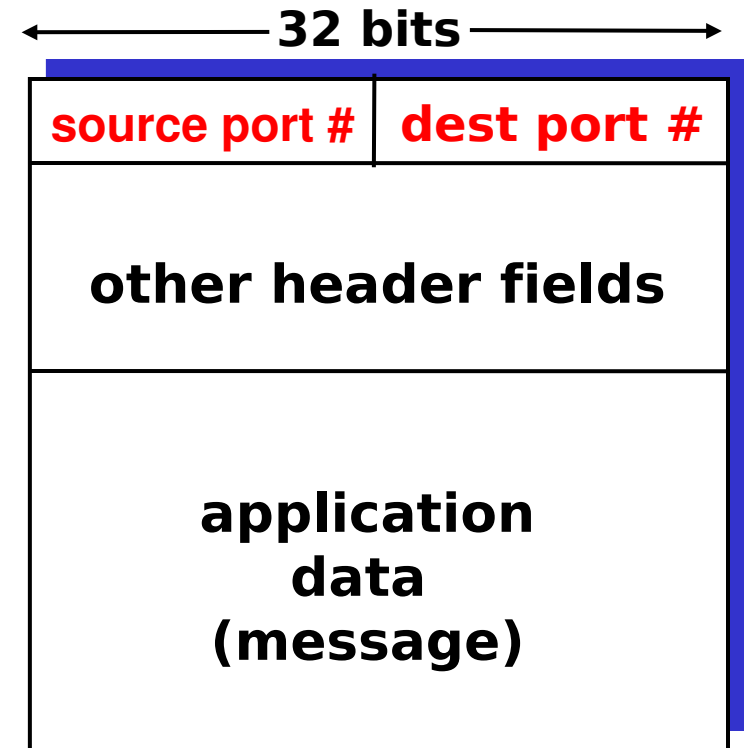 32 bits
source port # dest port #
other header fields
application
data
(message)